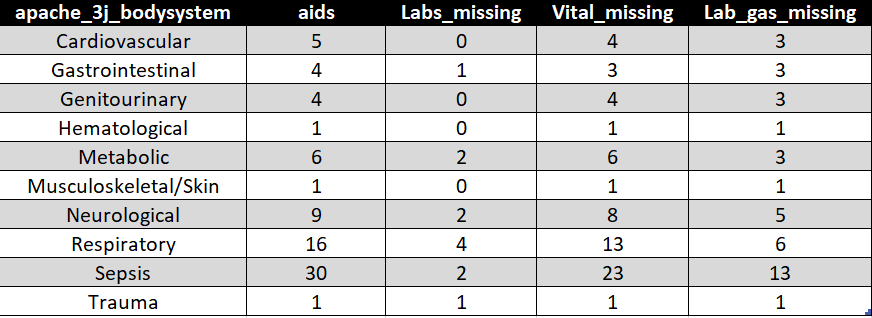 apache_3j_bodysystem aids Labs_missing Vital_missing Lab_gas_missing
Cardiovascular 5 0 4 3
Gastrointestinal 4 1 3 3
Genitourinary 4 0 4 3
Hematological 1 0 1 1
Metabolic 6 2 6 3
Musculoskeletal/Skin 1 0 1 1
Neurological 9 2 8 5
Respiratory 16 4 13 6
Sepsis 30 2 23 13
Trauma 1 1 1 1